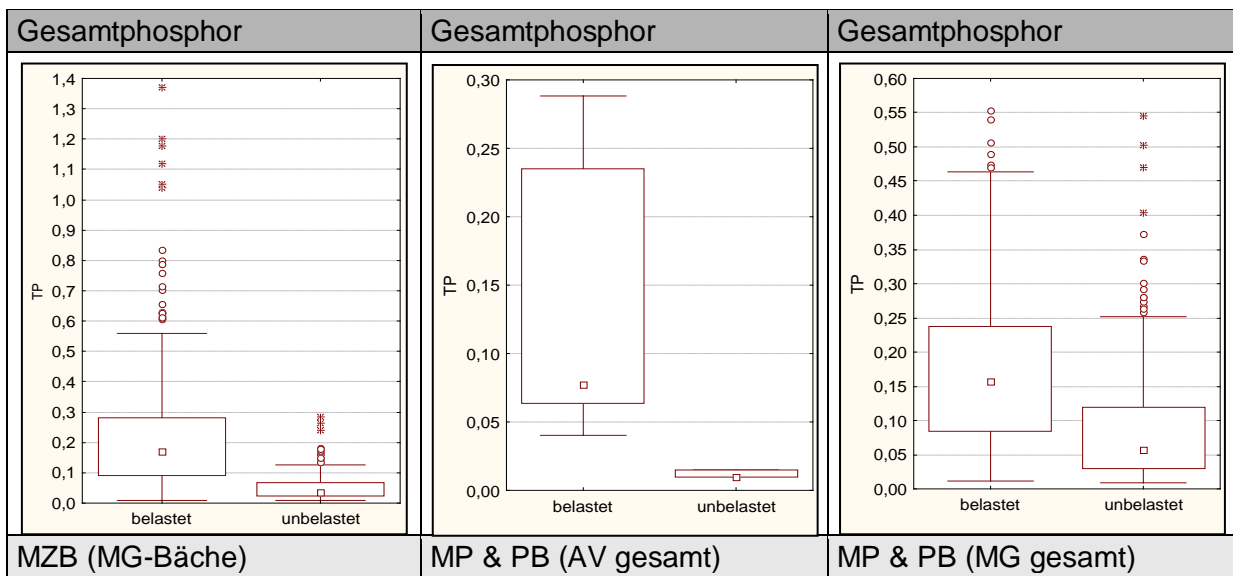 Gesamtphosphor
Gesamtphosphor
Gesamtphosphor
TP
1,4
1,3
1,2
1,1
1,0
0,9
0,8
0,7
0,6
0,5
0,4
0,3
0,2
0,1
0,0
belastet unbelastet
TP
0,30
0,25
0,20
0,15
0,10
0,05
0,00
belastet unbelastet
TP
0,60
0,55
0,50
0,45
0,40
0,35
0,30
0,25
0,20
0,15
0,10
0,05
0,00
belastet unbelastet
MZB (MG-Bäche)
MP & PB (AV gesamt)
MP & PB (MG gesamt)